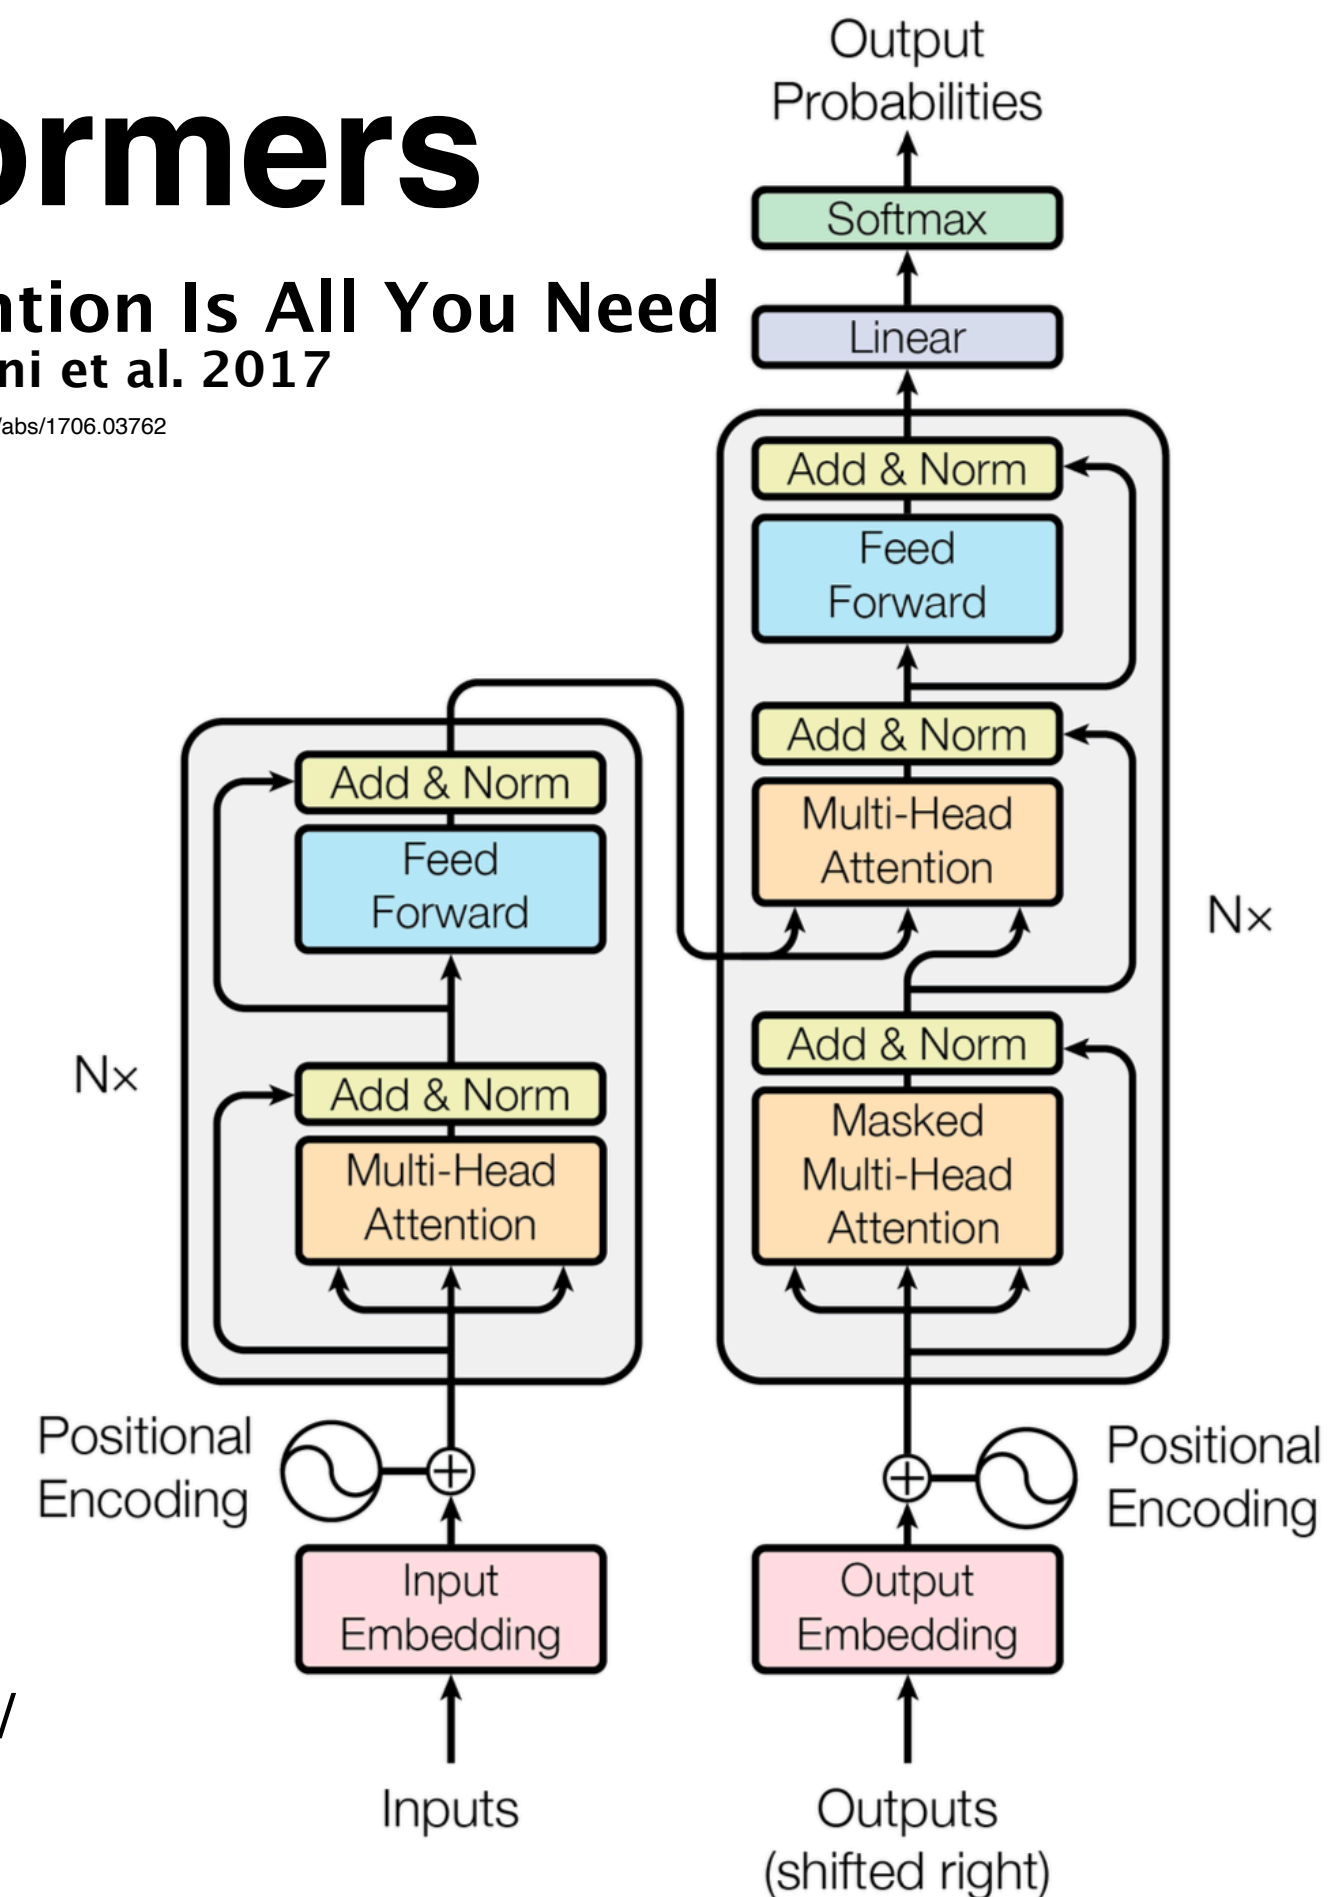 ormers
ntion Is All You Need
ni et al. 2017
/abs/1706.03762
Output
Probabilities
Softmax
Linear
Add & Norm
Feed
Forward
Add & Norm
Multi-Head
Attention
Nx
Add & Norm
Masked
Multi-Head
Attention
Add & Norm
Feed
Forward
Nx
Add & Norm
Multi-Head
Attention
Positional
Encoding
Positional
Encoding
Input
Embedding
Output
Embedding
/
Inputs
Outputs
(shifted right)